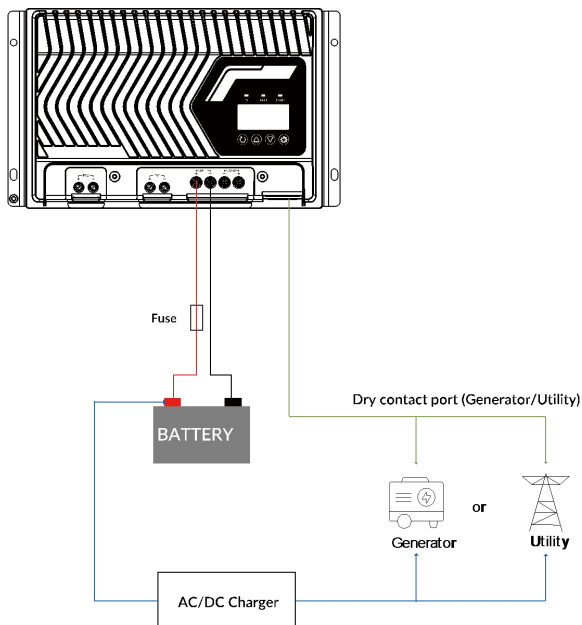 Fuse
Dry contact port (Generator/Utility)
BATTERY
or
Generator
Utility
AC/DC Charger